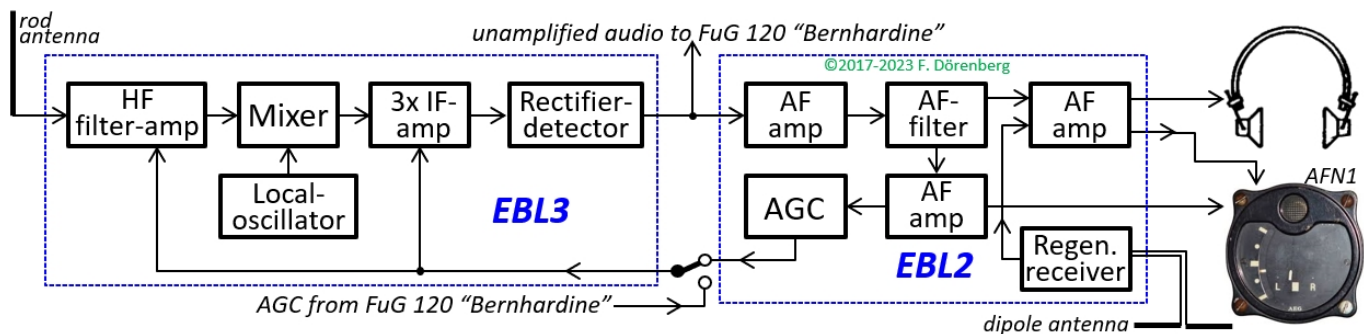 rod
antenna
unamplified audio to FuG 120 “Bernhardine”
©2017-2023 F. Dörenberg
HF
filter-amp
Mixer
3x IF-
amp
Rectifier-
detector
AF
amp
AF-
filter
AF
amp
Local-
oscillator
EBL3
AGC
AF
amp
EBL2
Regen.
receiver
AFN1
L
R
AEG
AGC from FuG 120 “Bernhardine”
dipole antenna